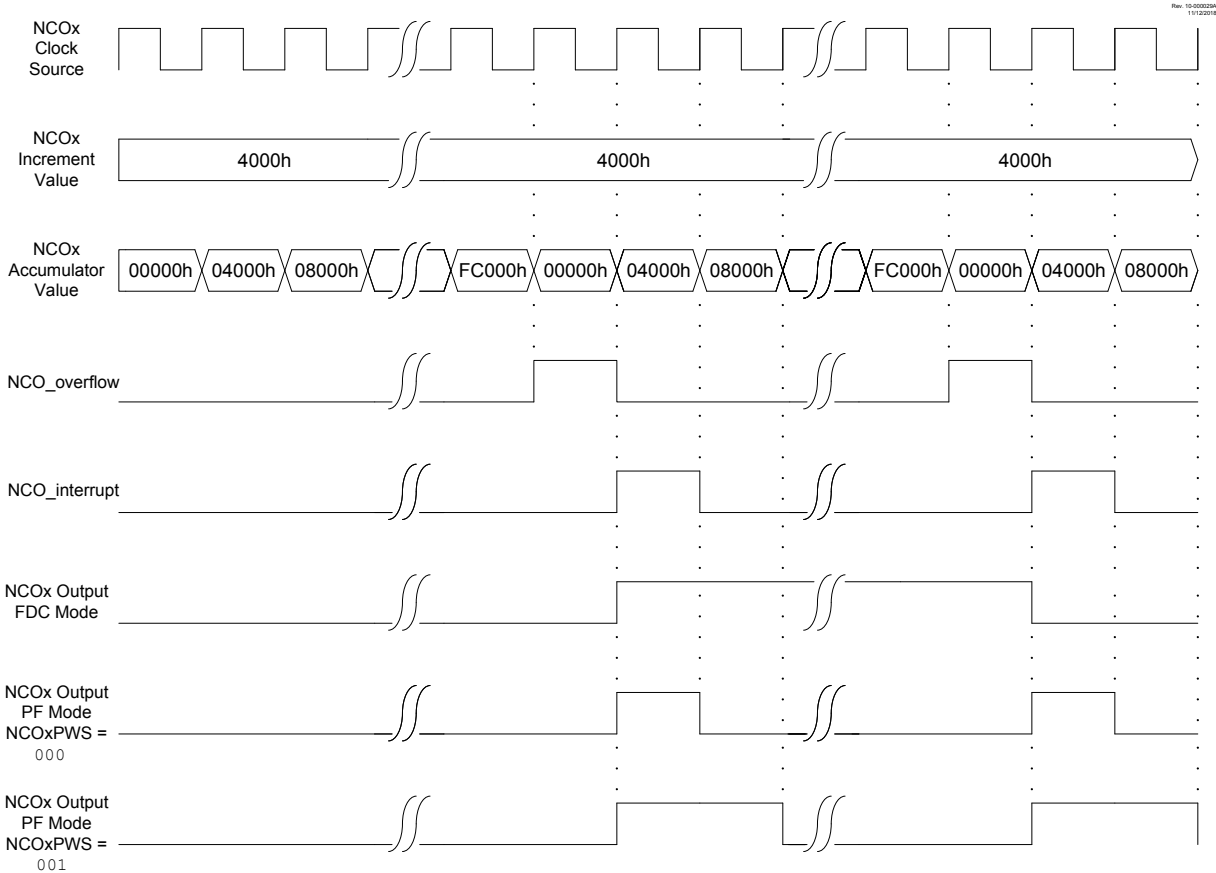 Rev. 10-000029A
11/12/2018
NCOx
Clock
Source
NCOx
Increment
Value
4000h
4000h
4000h
NCOx
Accumulator
Value
00000h 04000h 08000h FC000h 00000h 04000h 08000h FC000h 00000h 04000h 08000h
NCO_overflow
NCO_interrupt
NCOx Output
FDC Mode
NCOx Output
PF Mode
NCOxPWS =
000
NCOx Output
PF Mode
NCOxPWS =
001